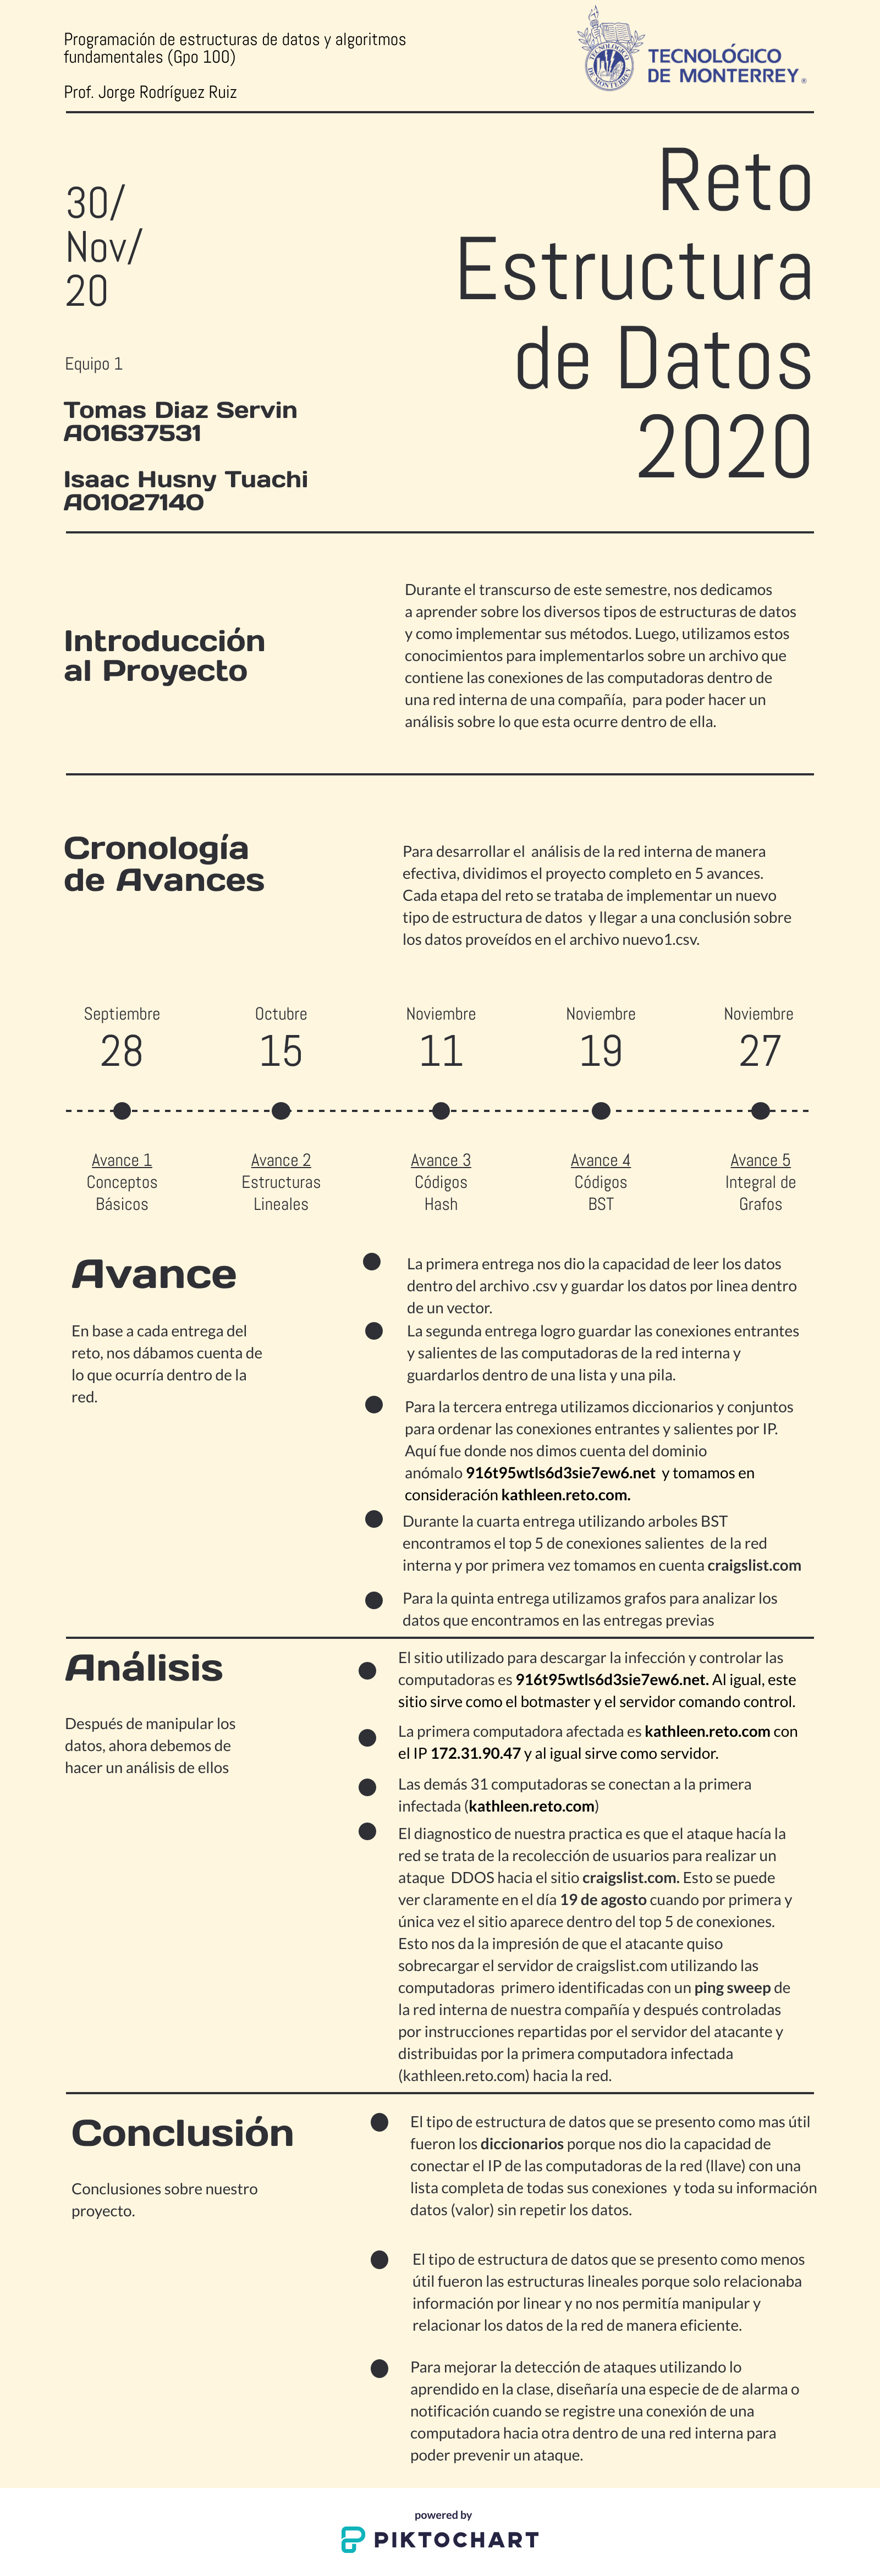 Programación de estructuras de datos y algoritmos
fundamentales (Gpo 100)
Prof. Jorge Rodríguez Ruiz
TECNOLÓGICO
DE MONTERREY®
30/
Nov/
20
Reto
Estructura
de Datos
2020
Equipo 1
Tomas Diaz Servin
A01637531
Isaac Husny Tuachi
A01027140
Introducción
al Proyecto
Durante el transcurso de este semestre, nos dedicamos
a aprender sobre los diversos tipos de estructuras de datos
y como implementar sus métodos. Luego, utilizamos estos
conocimientos para implementarlos sobre un archivo que
contiene las conexiones de las computadoras dentro de
una red interna de una compañía, para poder hacer un
análisis sobre lo que esta ocurre dentro de ella.
Cronología
de Avances
Para desarrollar el análisis de la red interna de manera
efectiva, dividimos el proyecto completo en 5 avances.
Cada etapa del reto se trataba de implementar un nuevo
tipo de estructura de datos y llegar a una conclusión sobre
los datos proveídos en el archivo nuevo1.csv.
Septiembre
28
Octubre
15
Noviembre
11
Noviembre
19
Noviembre
27
Avance 1
Conceptos
Básicos
Avance 2
Estructuras
Lineales
Avance 3
Códigos
Hash
Avance 4
Códigos
BST
Avance 5
Integral de
Grafos
Avance
En base a cada entrega del
reto, nos dábamos cuenta de
lo que ocurría dentro de la
red.
La primera entrega nos dio la capacidad de leer los datos
dentro del archivo .csv y guardar los datos por linea dentro
de un vector.
La segunda entrega logro guardar las conexiones entrantes
y salientes de las computadoras de la red interna y
guardarlos dentro de una lista y una pila.
Para la tercera entrega utilizamos diccionarios y conjuntos
para ordenar las conexiones entrantes y salientes por IP.
Aquí fue donde nos dimos cuenta del dominio
anómalo 916t95wtls6d3sie7ew6.net y tomamos en
consideración kathleen.reto.com.
Durante la cuarta entrega utilizando arboles BST
encontramos el top 5 de conexiones salientes de la red
interna y por primera vez tomamos en cuenta craigslist.com
Para la quinta entrega utilizamos grafos para analizar los
datos que encontramos en las entregas previas
Análisis
Después de manipular los
datos, ahora debemos de
hacer un análisis de ellos
El sitio utilizado para descargar la infección y controlar las
computadoras es 916t95wtls6d3sie7ew6.net. Al igual, este
sitio sirve como el botmaster y el servidor comando control.
La primera computadora afectada es kathleen.reto.com con
el IP 172.31.90.47 y al igual sirve como servidor.
Las demás 31 computadoras se conectan a la primera
infectada (kathleen.reto.com)
El diagnostico de nuestra practica es que el ataque hacía la
red se trata de la recolección de usuarios para realizar un
ataque DDOS hacia el sitio craigslist.com. Esto se puede
ver claramente en el día 19 de agosto cuando por primera y
única vez el sitio aparece dentro del top 5 de conexiones.
Esto nos da la impresión de que el atacante quiso
sobrecargar el servidor de craigslist.com utilizando las
computadoras primero identificadas con un ping sweep de
la red interna de nuestra compañía y después controladas
por instrucciones repartidas por el servidor del atacante y
distribuidas por la primera computadora infectada
(kathleen.reto.com) hacia la red.
Conclusión
Conclusiones sobre nuestro
proyecto.
El tipo de estructura de datos que se presento como mas útil
fueron los diccionarios porque nos dio la capacidad de
conectar el IP de las computadoras de la red (llave) con una
lista completa de todas sus conexiones y toda su información
datos (valor) sin repetir los datos.
El tipo de estructura de datos que se presento como menos
útil fueron las estructuras lineales porque solo relacionaba
información por linear y no nos permitía manipular y
relacionar los datos de la red de manera eficiente.
Para mejorar la detección de ataques utilizando lo
aprendido en la clase, diseñaría una especie de de alarma o
notificación cuando se registre una conexión de una
computadora hacia otra dentro de una red interna para
poder prevenir un ataque.
powered by
PIKTOCHART